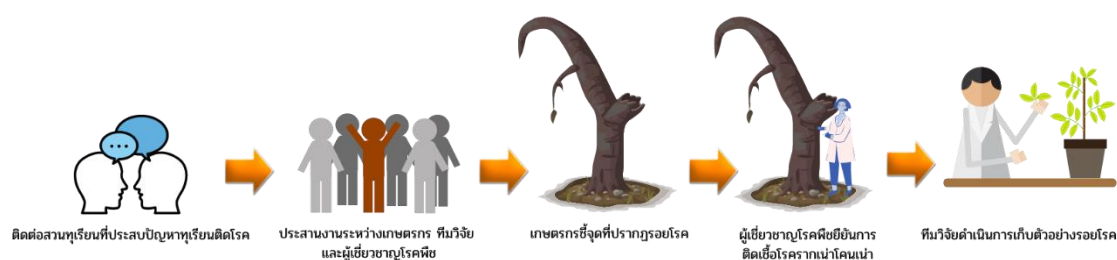 ติดต่อสวนทุเรียนที่ประสบปัญหาทุเรียนติดโรค
ประสานงานระหว่างเกษตรกร ทีมวิจัย
และผู้เชี่ยวชาญโรคพืช
เกษตรกรชี้จุดที่ปรากฏรอยโรค
ผู้เชี่ยวชาญโรคพืชยืยันการ
ติดเชื้อโรครากเน่าโคนเน่า
ทีมวิจัยดำเนินการเก็บตัวอย่างรอยโรค